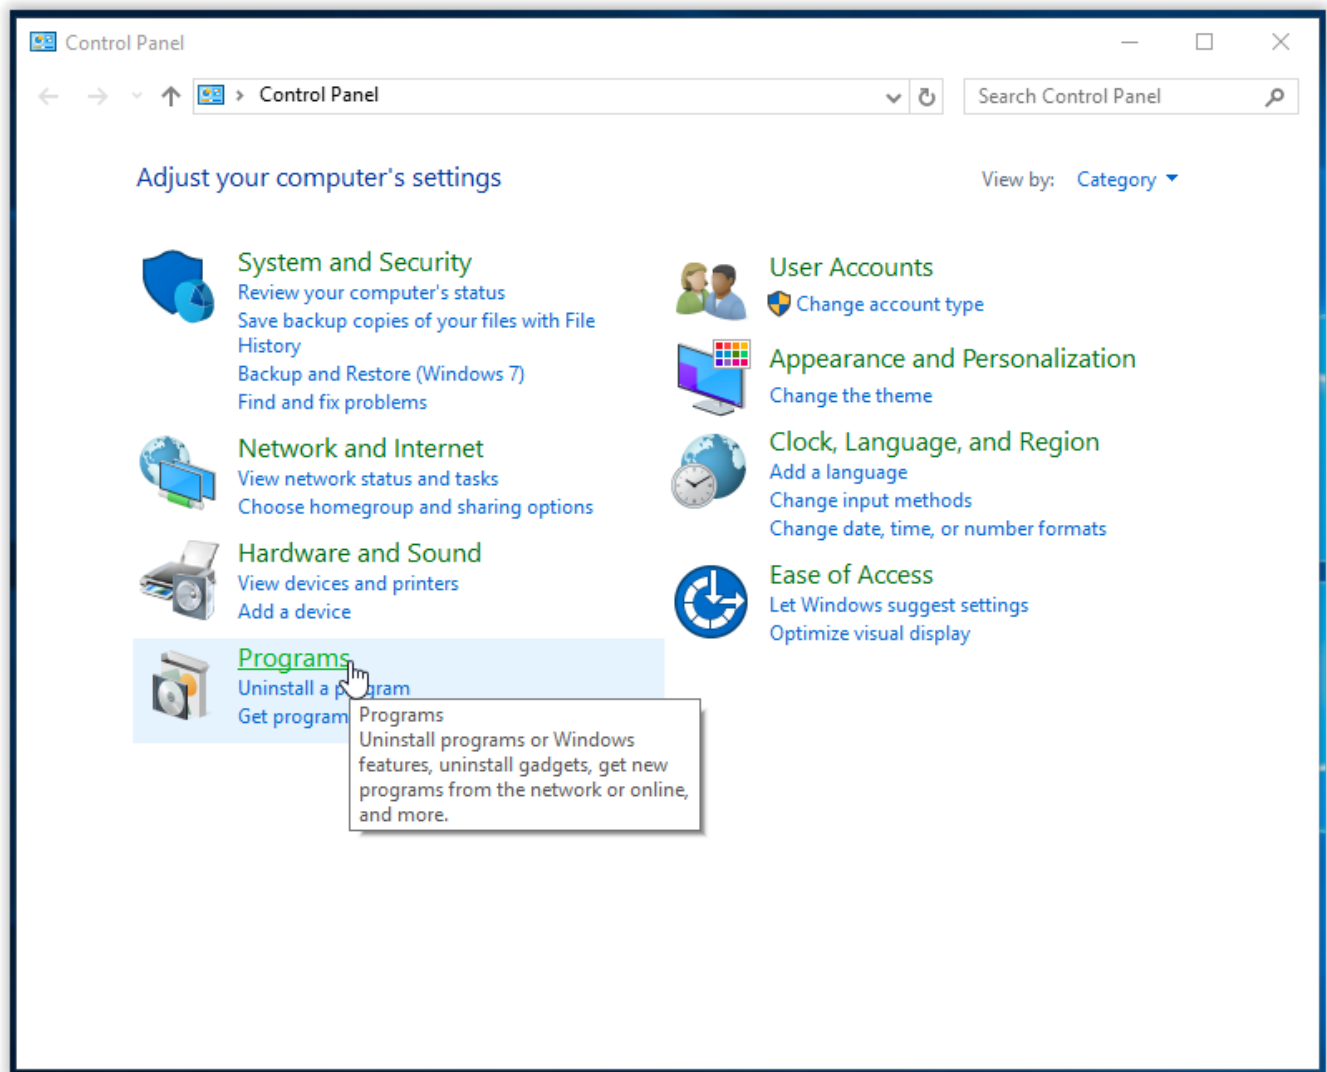 Control Panel
Control Panel
Search Control Panel
Adjust your computer's settings
View by: Category
System and Security
Review your computer's status
Save backup copies of your files with File
History
Backup and Restore (Windows 7)
Find and fix problems
Network and Internet
View network status and tasks
Choose homegroup and sharing options
Hardware and Sound
View devices and printers
Add a device
Programs
Uninstall a program
Get program
Programs
Uninstall programs or Windows
features, uninstall gadgets, get new
programs from the network or online,
and more.
User Accounts
Change account type
Appearance and Personalization
Change the theme
Clock, Language, and Region
Add a language
Change input methods
Change date, time, or number formats
Ease of Access
Let Windows suggest settings
Optimize visual display